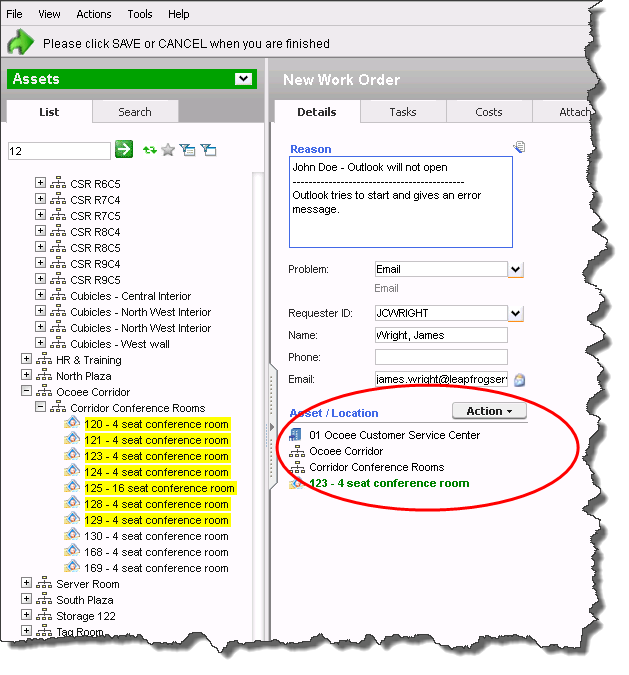 File View Actions Tools Help
Please click SAVE or CANCEL when you are finished
Assets
List Search
12
CSR R6C5
CSR R7C4
CSR R7C5
CSR R8C4
CSR R8C5
CSR R9C4
CSR R9C5
Cubicles - Central Interior
Cubicles - North West Interior
Cubicles - North West Interior
Cubicles - West wall
HR & Training
North Plaza
Ocoee Corridor
Corridor Conference Rooms
120 - 4 seat conference room
121 - 4 seat conference room
123 - 4 seat conference room
124 - 4 seat conference room
125 - 16 seat conference room
128 - 4 seat conference room
129 - 4 seat conference room
130 - 4 seat conference room
168 - 4 seat conference room
169 - 4 seat conference room
Server Room
South Plaza
Storage 122
Tag Room
New Work Order
Details Tasks Costs Attach
Reason
John Doe - Outlook will not open
-------------------------------------------
Outlook tries to start and gives an error
message.
Problem: Email
Email
Requester ID: JCWRIGHT
Name: Wright, James
Phone:
Email: james.wright@leapfrogser
Asset / Location Action
01 Ocoee Customer Service Center
Ocoee Corridor
Corridor Conference Rooms
123 - 4 seat conference room